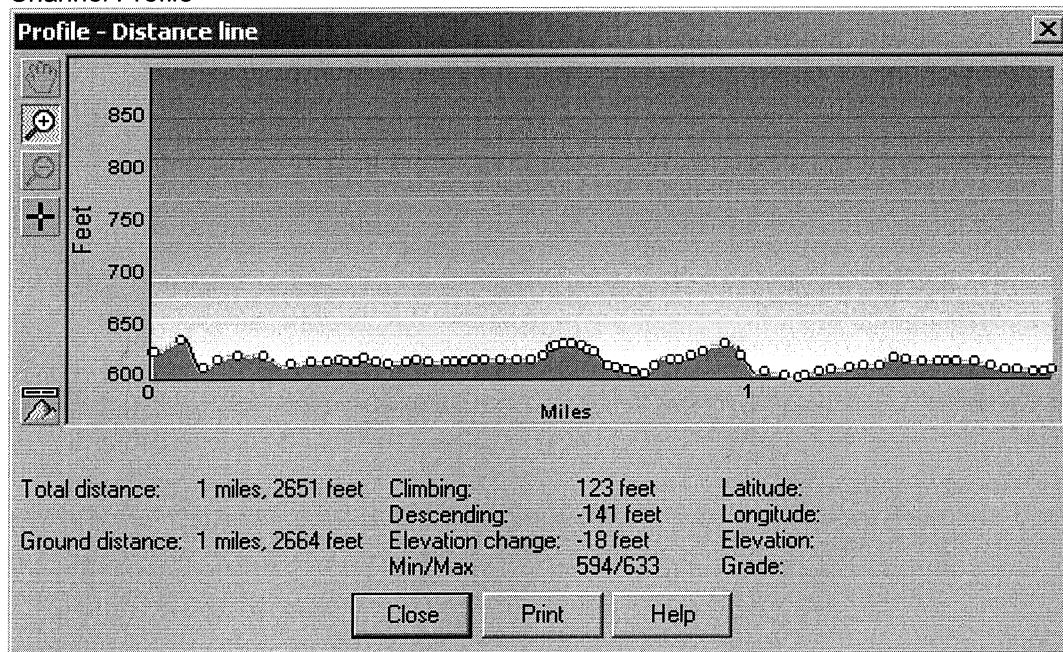 Channel Profile
Profile - Distance line
850
800
750
700
650
600
Feet
0
1
Miles
Total distance: 1 miles, 2651 feet Climbing: 123 feet Latitude:
Descending: -141 feet Longitude:
Ground distance: 1 miles, 2664 feet Elevation change: -18 feet Elevation:
Min/Max 594/633 Grade:
Close Print Help